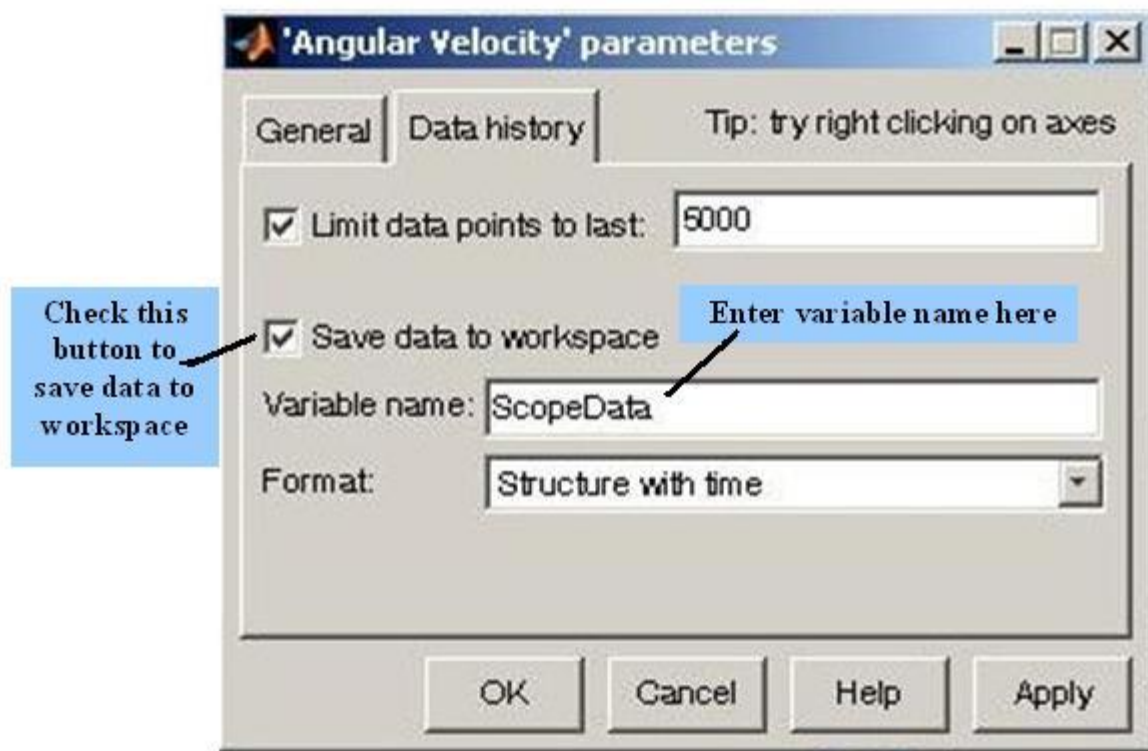 'Angular Velocity' parameters
General
Data history
Tip: try right clicking on axes
Limit data points to last:
5000
Check this
button to
save data to
workspace
Save data to workspace
Enter variable name here
Variable name:
ScopeData
Format:
Structure with time
OK
Cancel
Help
Apply